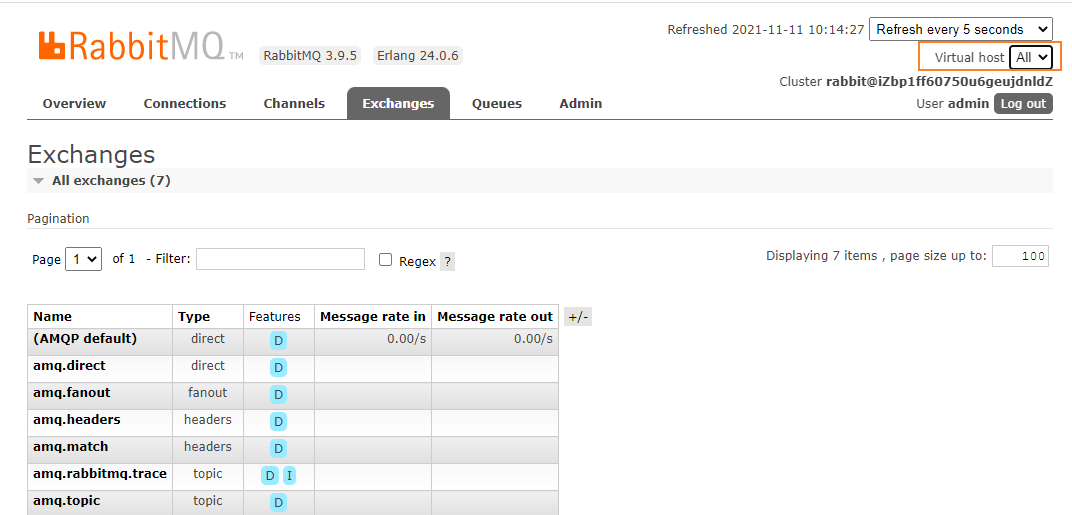 Refreshed 2021-11-11 10:14:27 Refresh every 5 seconds
RabbitMQ TM RabbitMQ 3.9.5 Erlang 24.0.6
Virtual host All
Cluster rabbit@iZbp1ff60750u6geujdnldZ
User admin Log out
Overview Connections Channels Exchanges Queues Admin
Exchanges
All exchanges (7)
Pagination
Page 1 of 1 - Filter: Regex ? Displaying 7 items , page size up to: 100
Name Type Features Message rate in Message rate out +/-
(AMQP default) direct D 0.00/s 0.00/s
amq.direct direct D
amq.fanout fanout D
amq.headers headers D
amq.match headers D
amq.rabbitmq.trace topic D I
amq.topic topic D